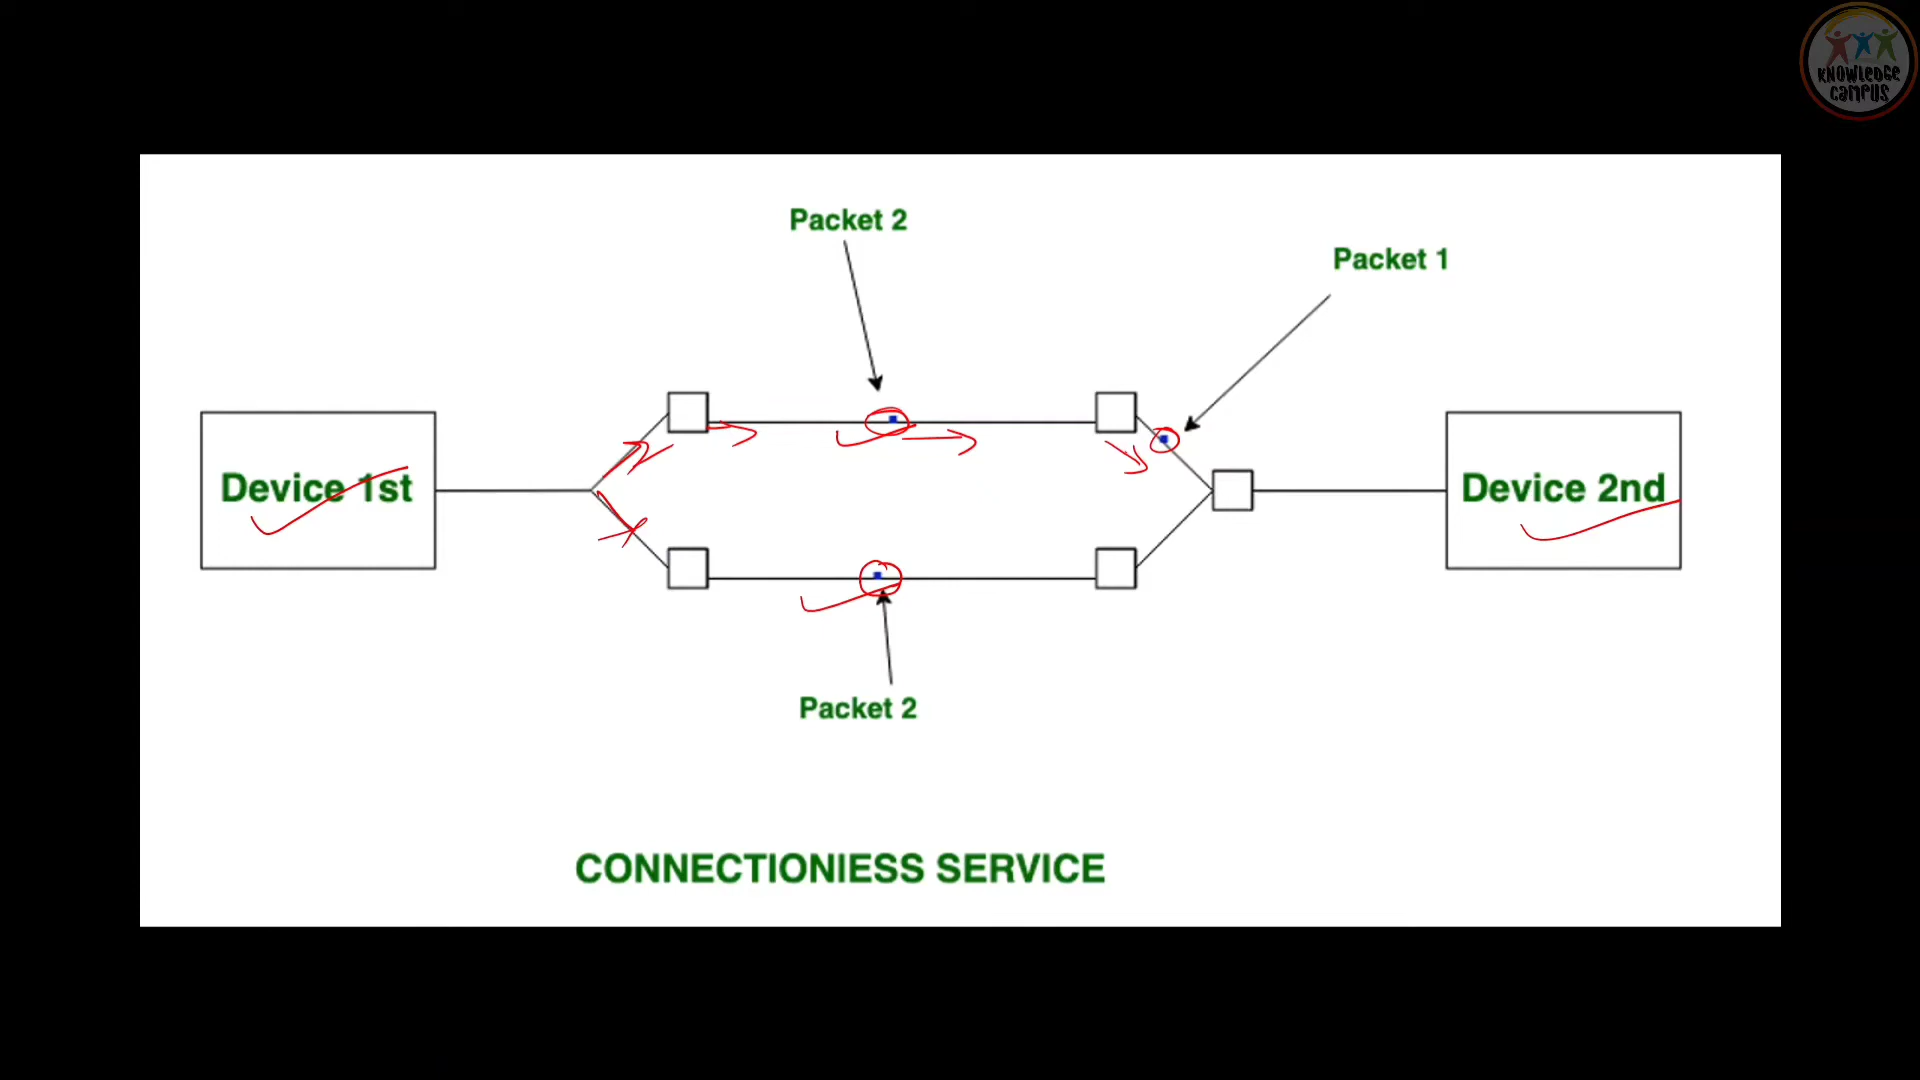 KNOWLEDGE
CAMPUS
Packet 2
Packet 1
Device 1st
Device 2nd
Packet 2
CONNECTIONIESS SERVICE